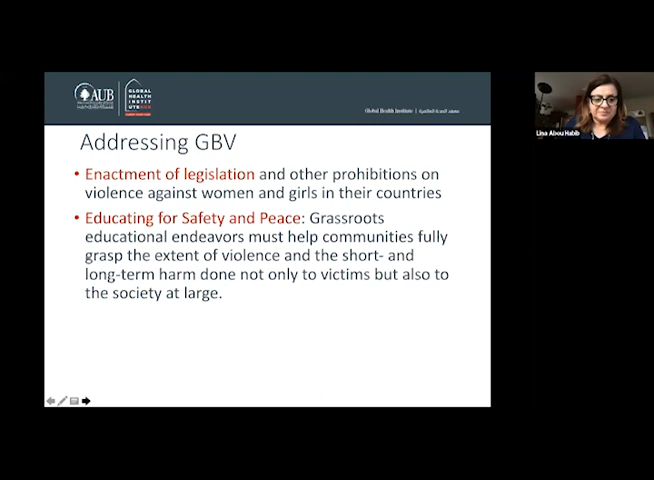 AUB
GLOBAL
HEALTH
INSTIT
UTE
Global Health Institute
Lina Abou Habib
Addressing GBV
• Enactment of legislation and other prohibitions on
violence against women and girls in their countries
• Educating for Safety and Peace: Grassroots
educational endeavors must help communities fully
grasp the extent of violence and the short- and
long-term harm done not only to victims but also to
the society at large.